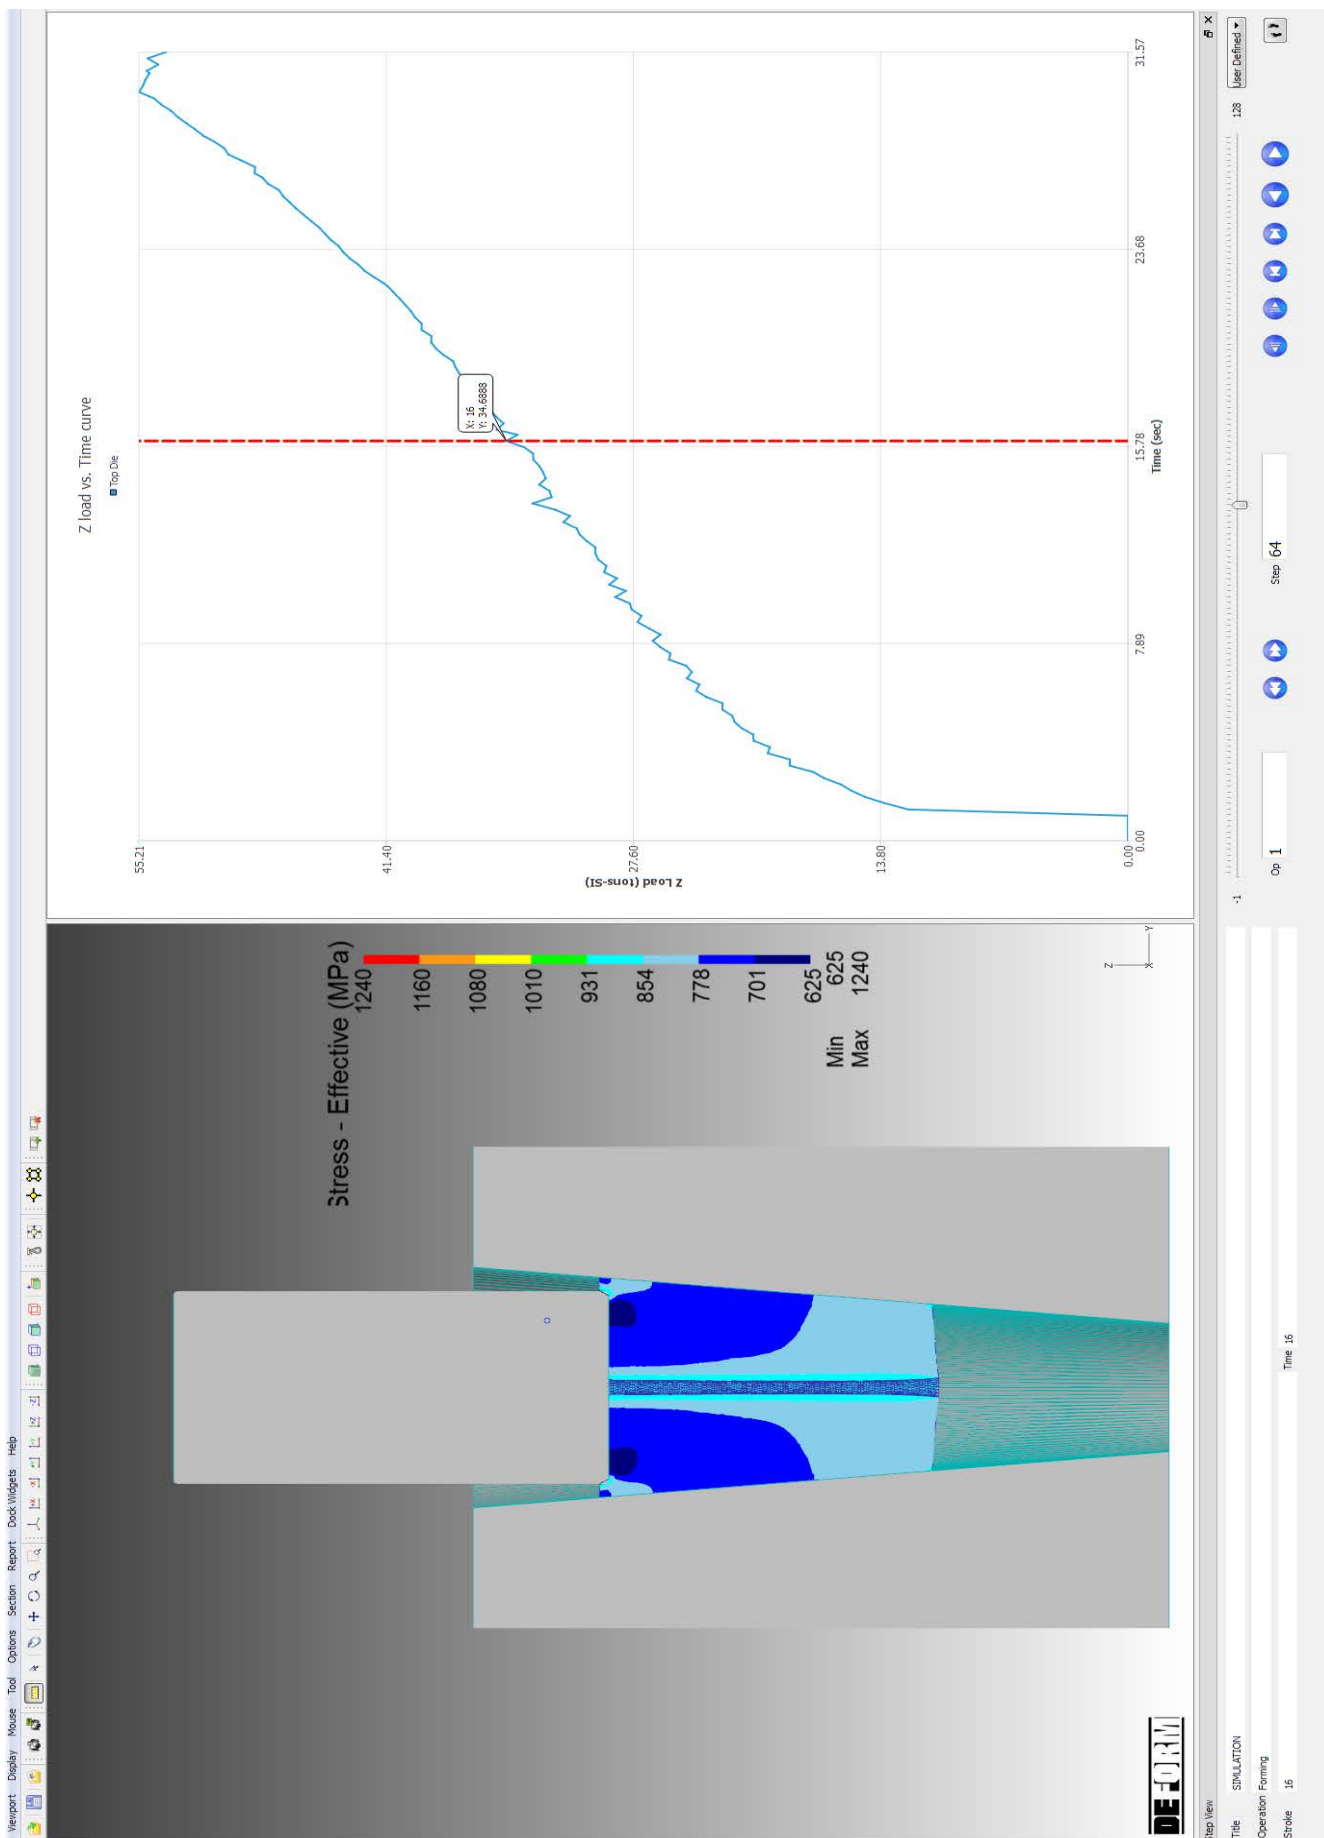 Viewport Display Mouse Tool Options Section Report Dock Widgets Help
Stress - Effective (MPa)
1240
1160
1080
1010
931
854
778
701
625
Min 625
Max 1240
Z
X
Y
DEFORM
Z load vs. Time curve
Top Die
Z Load (tons-SI)
55.21
41.40
27.60
13.80
0.00
X: 16
Y: 34.6888
0.00
7.89
15.78
23.68
31.57
Time (sec)
Step View
Title SIMULATION
Operation Forming
Stroke 16
Time 16
-1
128
User Defined
Op 1
Step 64